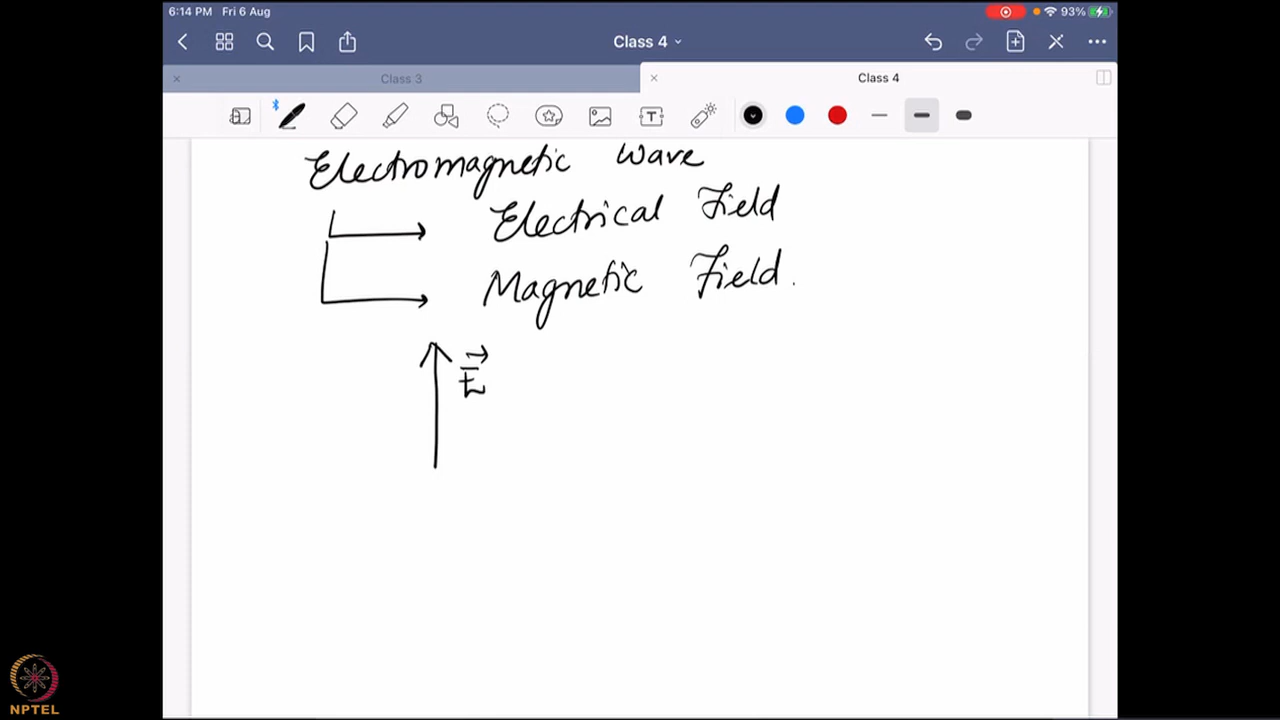 6:14 PM Fri 6 Aug
93%
Class 4
Class 3
Class 4
T
Electromagnetic Wave
Electrical Field
Magnetic Field.
E
NPTEL